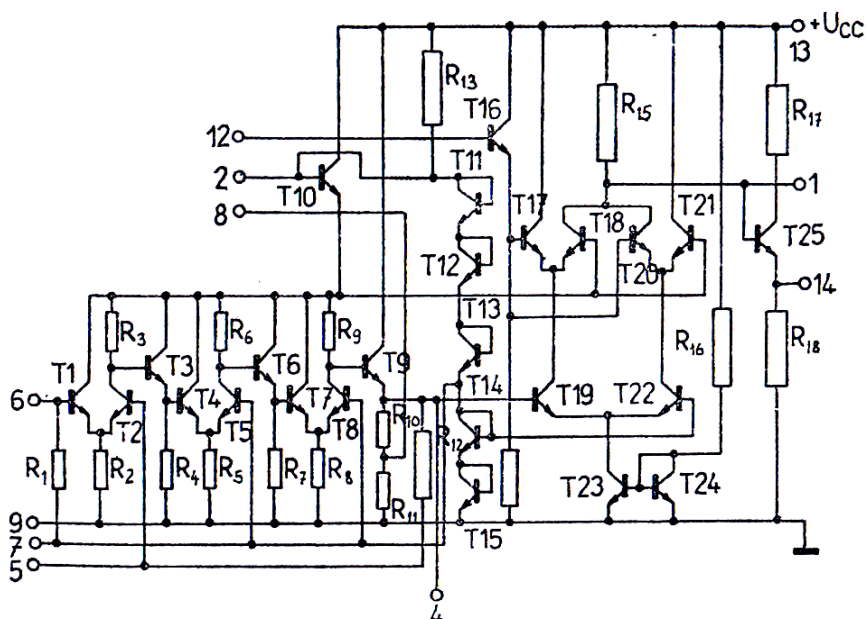 +UCC
13
R13
T16
R15
R17
12
T11
2
T10
1
8
T17
T18
T21
T25
T12
T20
14
T13
R3
R6
R9
R16
R18
T1
T3
T6
T9
T14
T19
T22
6
T2
T4
T5
T7
T8
R10
R12
R1
R2
R4
R5
R7
R8
R11
T23
T24
9
T15
7
5
4